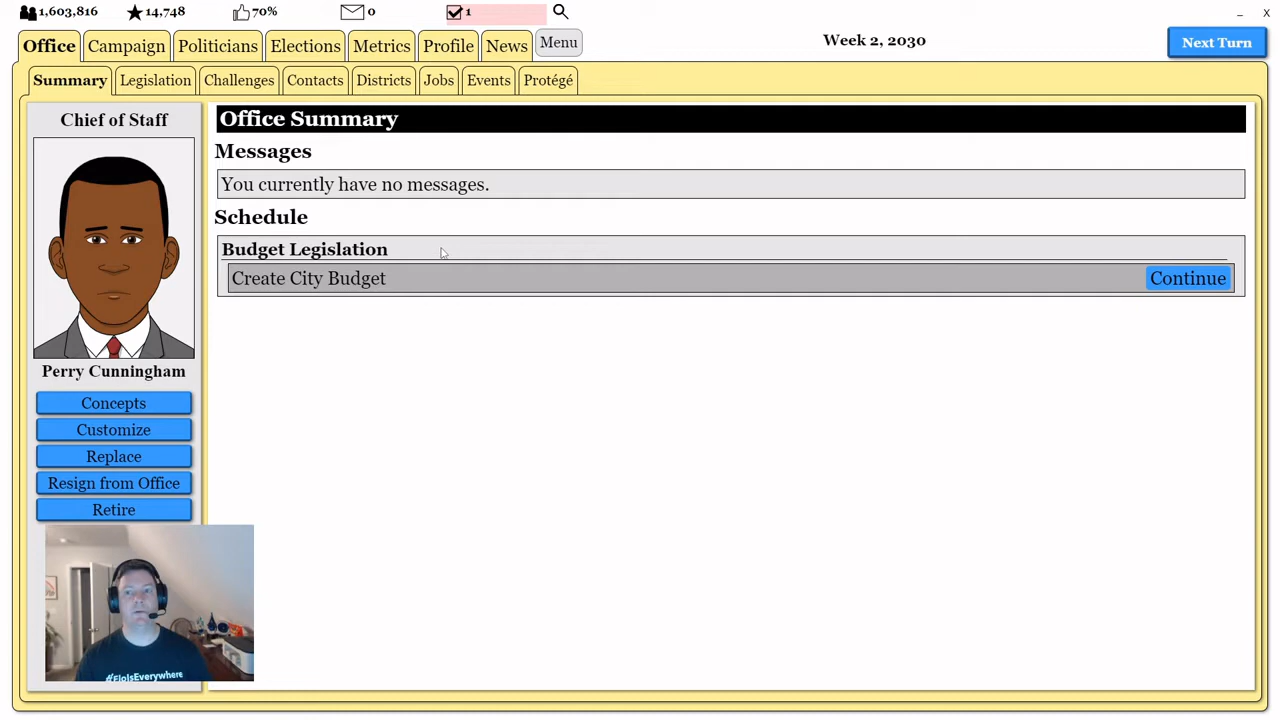 1,603,816 14,748 70% 0 1
_ X
Office Campaign Politicians Elections Metrics Profile News Menu
Week 2, 2030
Next Turn
Summary Legislation Challenges Contacts Districts Jobs Events Protégé
Chief of Staff
Perry Cunningham
Concepts
Customize
Replace
Resign from Office
Retire
Office Summary
Messages
You currently have no messages.
Schedule
Budget Legislation
Create City Budget Continue
#FioIsEverywhere